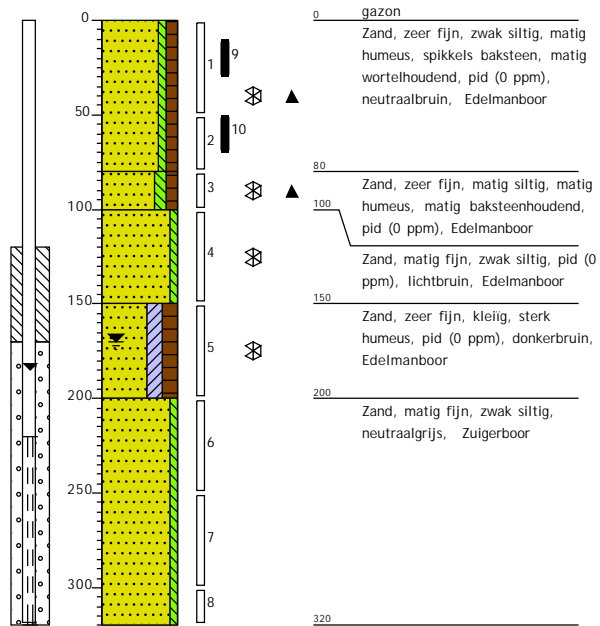 0
50
100
150
200
250
300
1
2
3
4
5
6
7
8
9
10
0
gazon
Zand, zeer fijn, zwak siltig, matig
humeus, spikkels baksteen, matig
wortelhoudend, pid (0 ppm),
neutraalbruin, Edelmanboor
80
Zand, zeer fijn, matig siltig, matig
humeus, matig baksteenhoudend,
pid (0 ppm), Edelmanboor
100
Zand, matig fijn, zwak siltig, pid (0
ppm), lichtbruin, Edelmanboor
150
Zand, zeer fijn, kleiïg, sterk
humeus, pid (0 ppm), donkerbruin,
Edelmanboor
200
Zand, matig fijn, zwak siltig,
neutraalgrijs, Zuigerboor
320